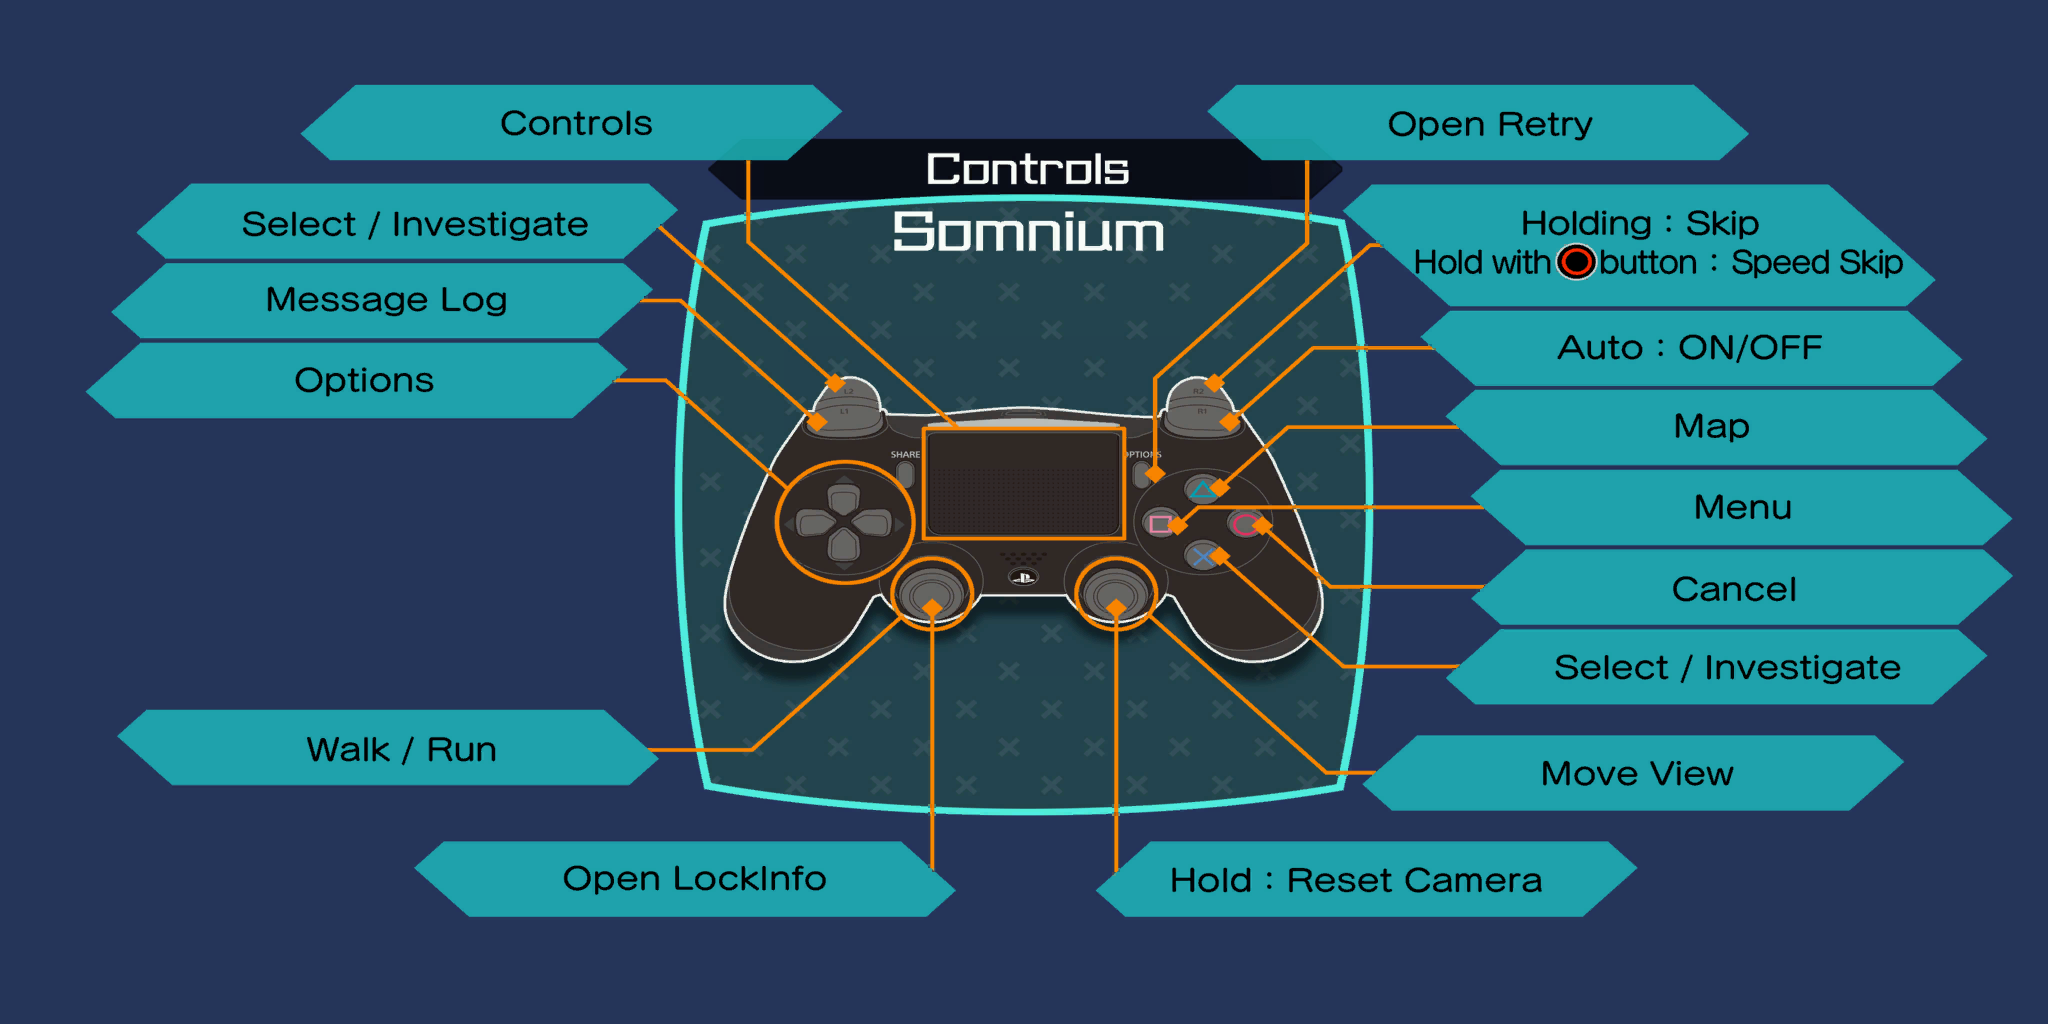 Controls
Open Retry
Controls
Somnium
Select / Investigate
Message Log
Options
Holding : Skip
Hold with button : Speed Skip
Auto : ON/OFF
Map
Menu
Cancel
Select / Investigate
L2
L1
R2
R1
SHARE
OPTIONS
Walk / Run
Move View
Open LockInfo
Hold : Reset Camera